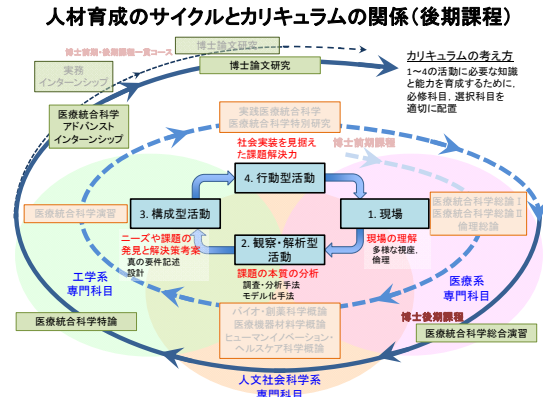 人材育成のサイクルとカリキュラムの関係(後期課程)
博士前期・後期課程一貫コース
博士論文研究
博士論文研究
実務
インターンシップ
医療統合科学
アドバンスト
インターンシップ
カリキュラムの考え方
1～4の活動に必要な知識
と能力を育成するために,
必修科目, 選択科目を
適切に配置
実践医療統合科学
医療統合科学特別研究
社会実装を見据え
た課題解決力
博士前期課程
4. 行動型活動
医療統合科学演習
3. 構成型活動
1. 現場
医療統合科学総論Ⅰ
医療統合科学総論Ⅱ
倫理総論
ニーズや課題の
発見と解決策考案
真の要件記述
設計
2. 観察・解析型
活動
現場の理解
多様な視座,
倫理
課題の本質の分析
調査・分析手法
モデル化手法
工学系
専門科目
医療系
専門科目
バイオ・創薬科学概論
医療機器材料学概論
ヒューマンイノベーション・
ヘルスケア科学概論
医療統合科学特論
博士後期課程
医療統合科学総合演習
人文社会科学系
専門科目